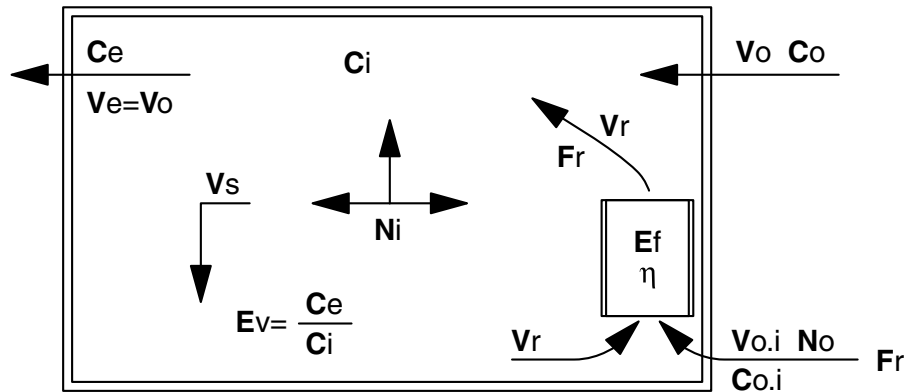 Ce
Ve=Vo
Ci
Vo Co
Vr
Fr
Vs
Ni
Ef
η
Ev= Ce
Ci
Vr
Vo.i No
Co.i
Fr